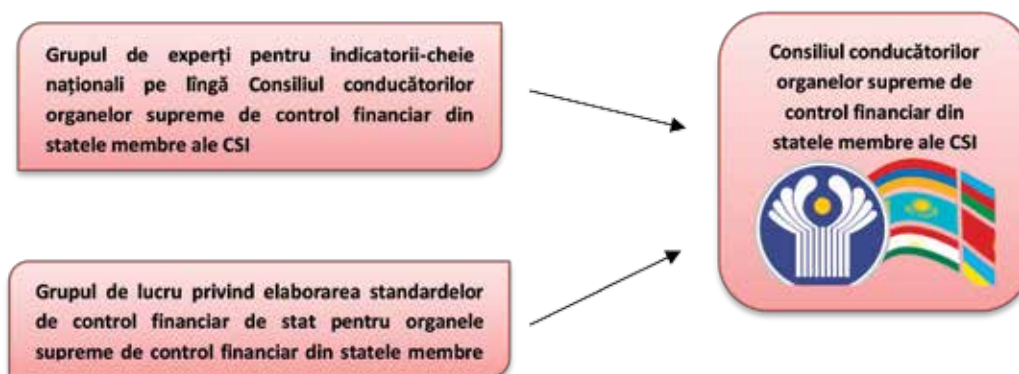 Grupul de experți pentru indicatorii-cheie
naționali pe lîngă Consiliul conducătorilor
organelor supreme de control financiar din
statele membre ale CSI
Grupul de lucru privind elaborarea standardelor
de control financiar de stat pentru organele
supreme de control financiar din statele membre
Consiliul conducătorilor
organelor supreme de
control financiar din
statele membre ale CSI